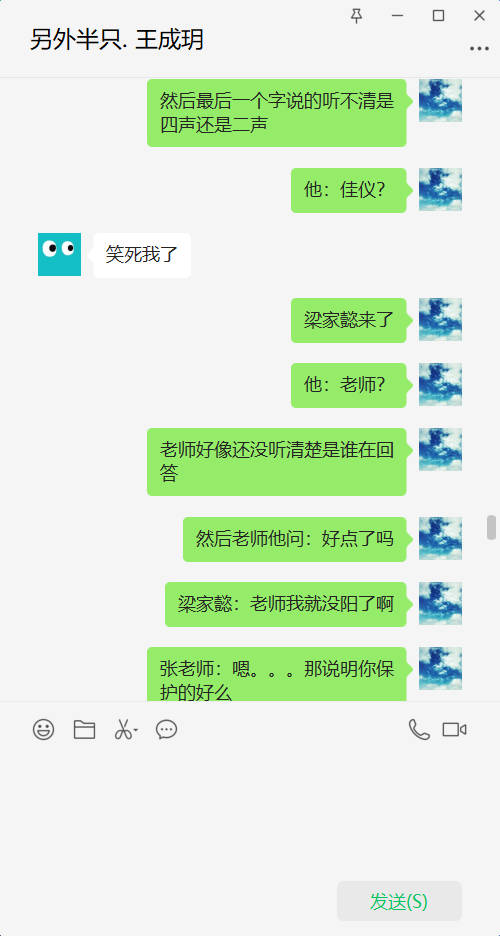 另外半只. 王成玥
然后最后一个字说的听不清是
四声还是二声
他：佳仪？
笑死我了
梁家懿来了
他：老师？
老师好像还没听清楚是谁在回
答
然后老师他问：好点了吗
梁家懿：老师我就没阳了啊
张老师：嗯。。。那说明你保
护的好么
发送(S)